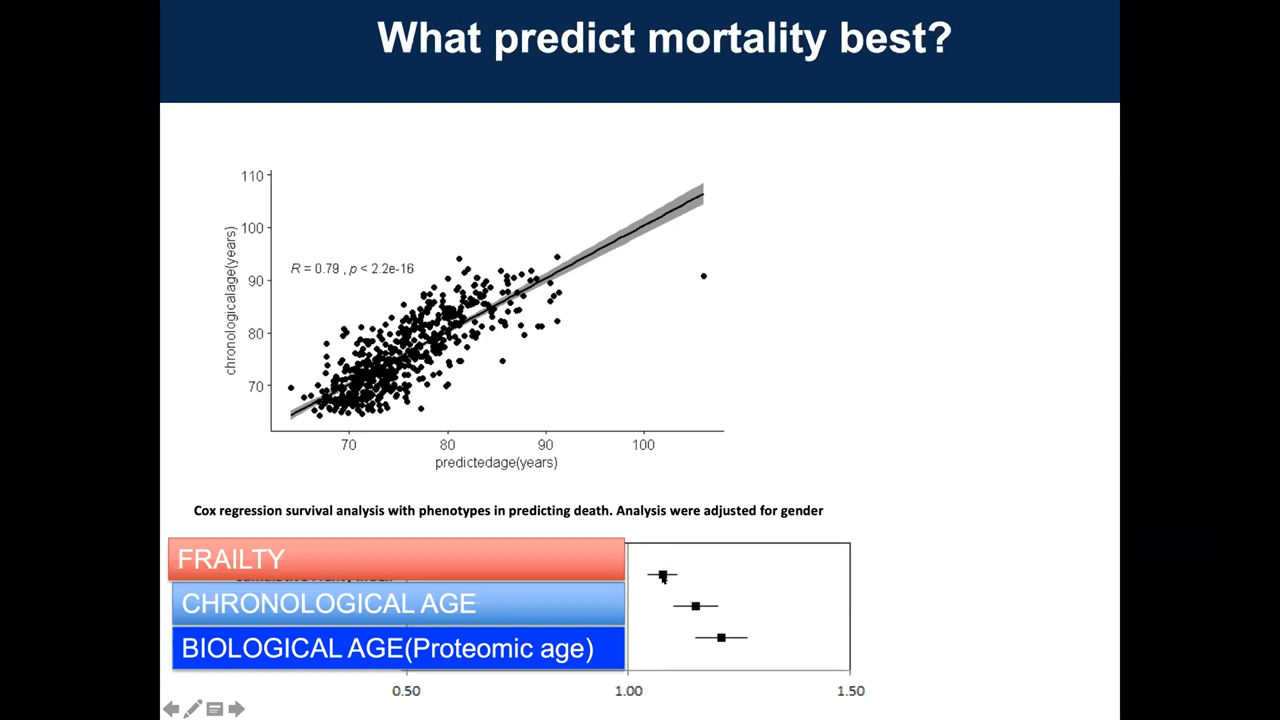 What predict mortality best?
110
100
90
80
70
chronologicalage(years)
R = 0.79 , p < 2.2e-16
70 80 90 100
predictedage(years)
Cox regression survival analysis with phenotypes in predicting death. Analysis were adjusted for gender
FRAILTY
CHRONOLOGICAL AGE
BIOLOGICAL AGE(Proteomic age)
0.50 1.00 1.50